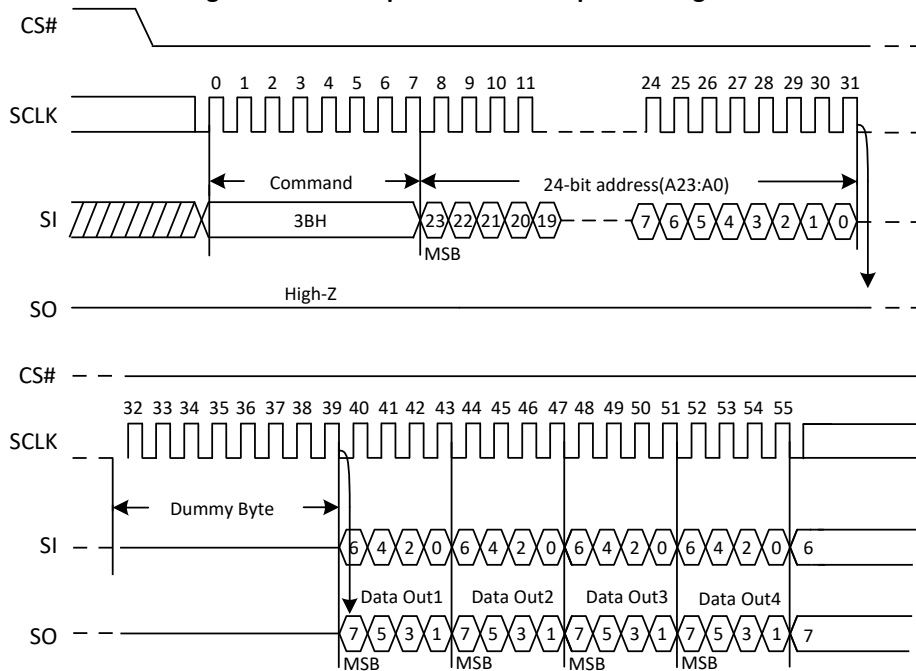 CS#
0 1 2 3 4 5 6 7 8 9 10 11 24 25 26 27 28 29 30 31
SCLK
Command 24-bit address(A23:A0)
SI 3BH 23 22 21 20 19 7 6 5 4 3 2 1 0
MSB
High-Z
SO
CS#
32 33 34 35 36 37 38 39 40 41 42 43 44 45 46 47 48 49 50 51 52 53 54 55
SCLK
Dummy Byte
SI 6 4 2 0 6 4 2 0 6 4 2 0 6 4 2 0 6
Data Out1 Data Out2 Data Out3 Data Out4
SO 7 5 3 1 7 5 3 1 7 5 3 1 7 5 3 1 7
MSB MSB MSB MSB